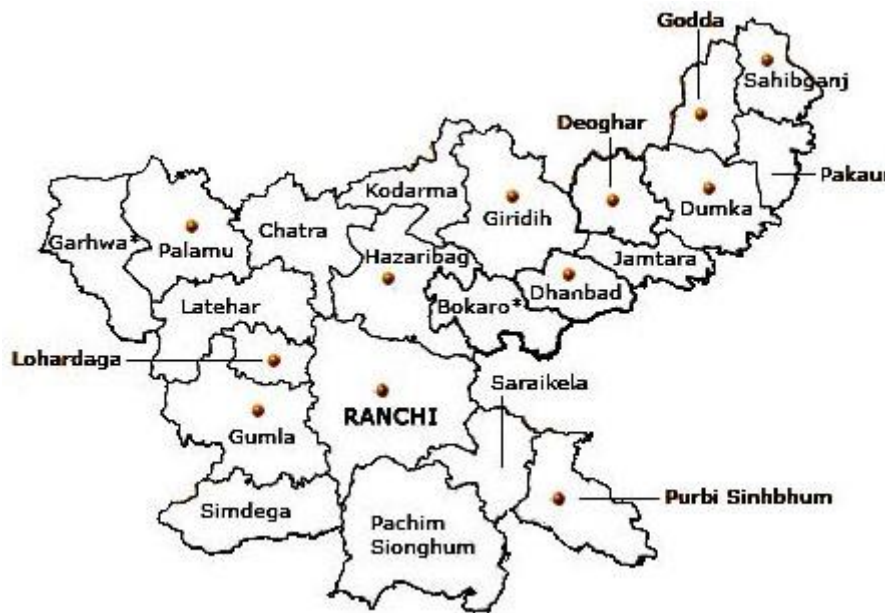 Godda
Sahibganj
Deoghar
Pakaur
Kodarma
Giridih
Dumka
Garhwa*
Palamu
Chatra
Hazaribag
Jamtara
Latehar
Bokaro*
Dhanbad
Lohardaga
Saraikela
RANCHI
Gumla
Simdega
Purbi Sinhbhum
Pachim
Sionghum